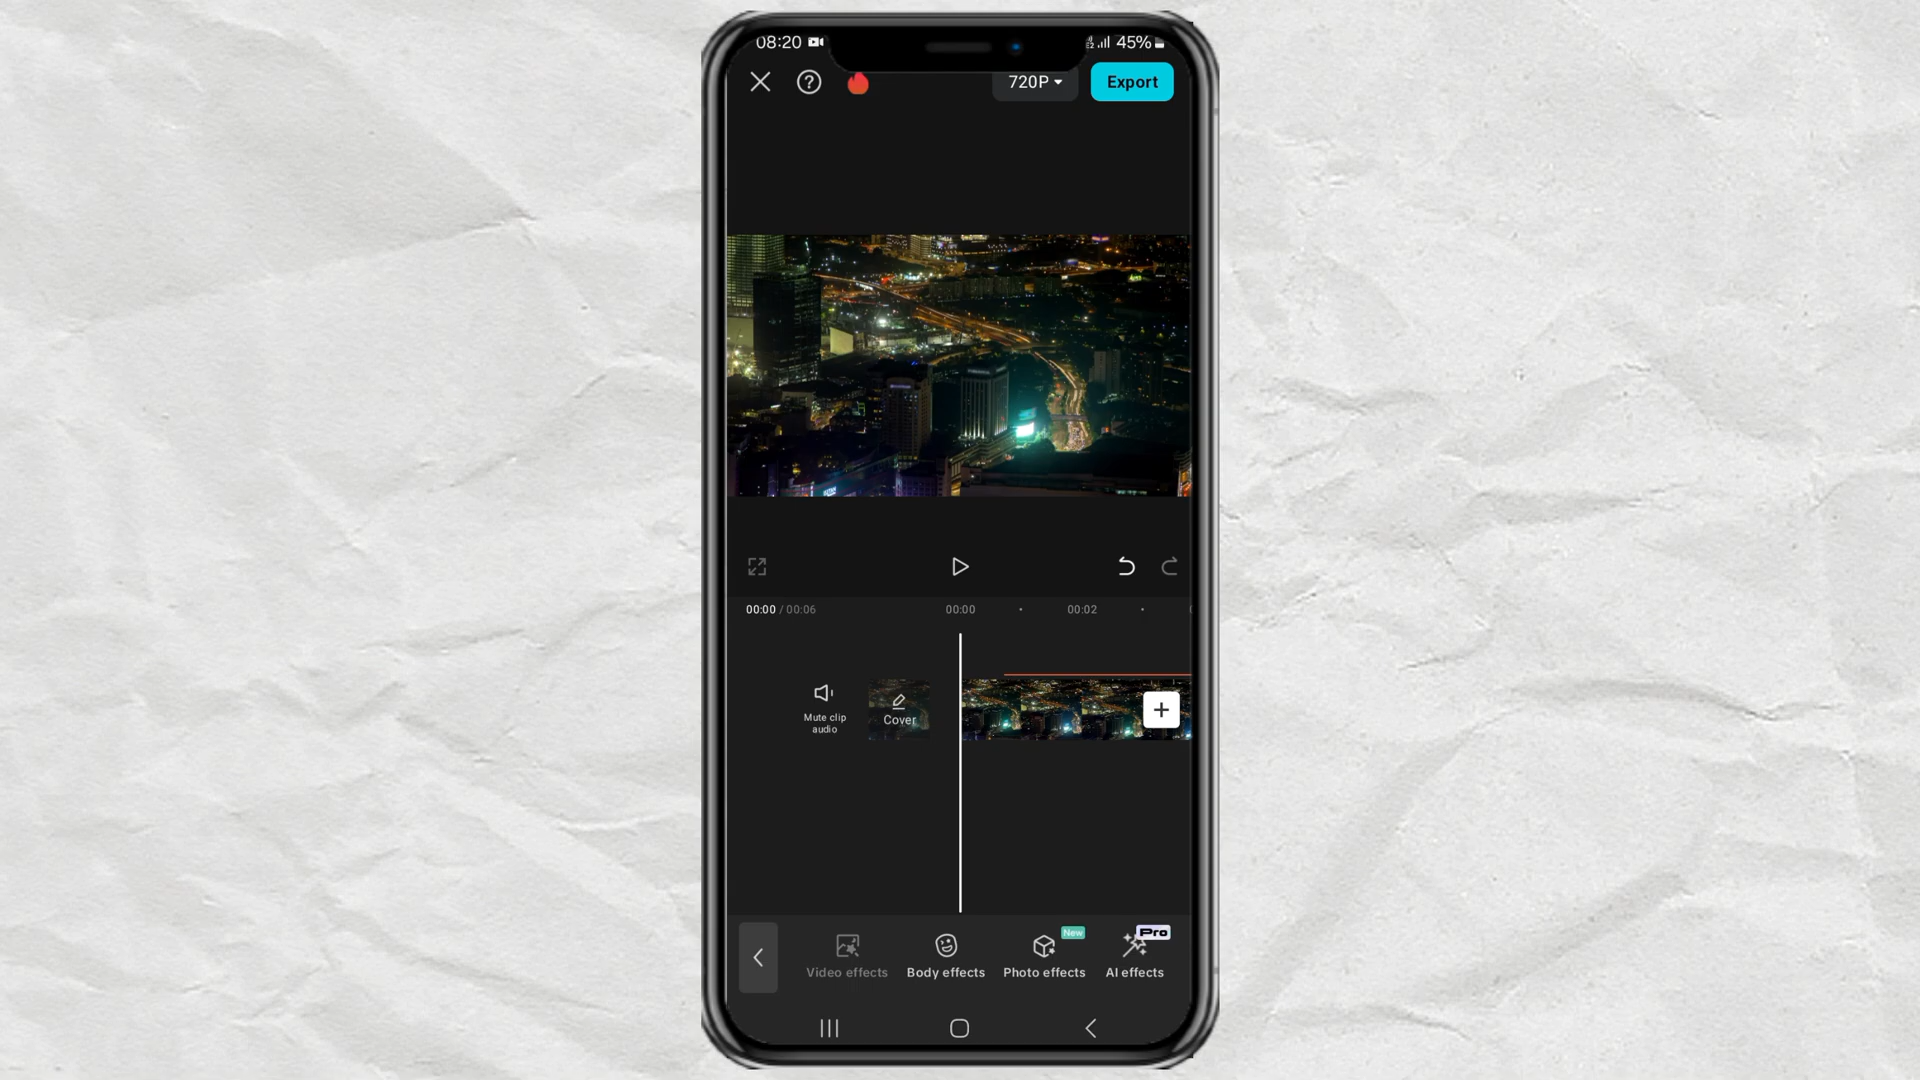 08:20
45%
720P
Export
00:00 / 00:06
00:00
00:02
Mute clip
audio
Cover
New
Pro
Video effects
Body effects
Photo effects
AI effects